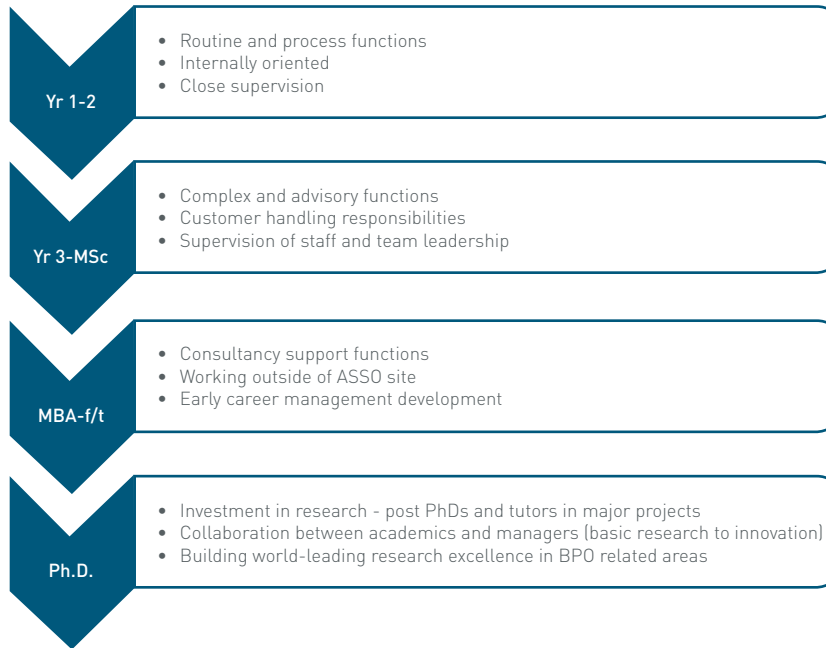 Yr 1-2
• Routine and process functions
• Internally oriented
• Close supervision
Yr 3-MSc
• Complex and advisory functions
• Customer handling responsibilities
• Supervision of staff and team leadership
MBA-f/t
• Consultancy support functions
• Working outside of ASSO site
• Early career management development
Ph.D.
• Investment in research - post PhDs and tutors in major projects
• Collaboration between academics and managers (basic research to innovation)
• Building world-leading research excellence in BPO related areas